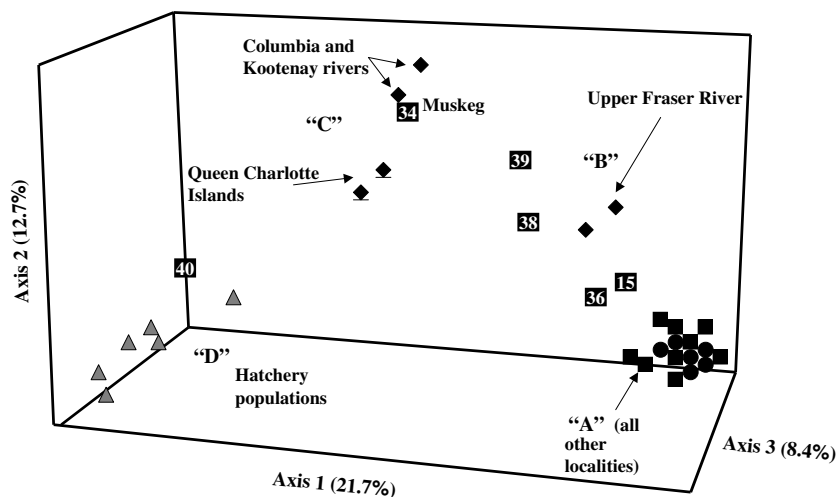 Columbia and
Kootenay rivers
34
Muskeg
Upper Fraser River
“C”
39
“B”
Queen Charlotte
Islands
38
Axis 2 (12.7%)
40
15
36
“D”
Hatchery
populations
“A” (all
other
localities)
Axis 3 (8.4%)
Axis 1 (21.7%)